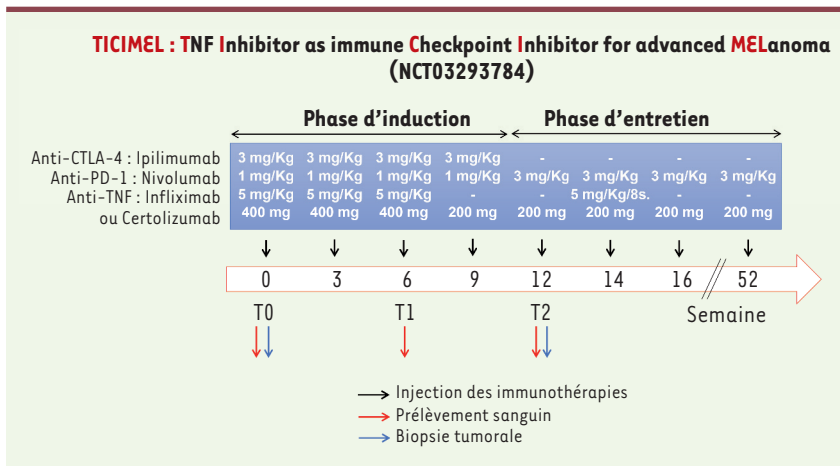 TICIMEL : TNF Inhibitor as immune Checkpoint Inhibitor for advanced MELanoma
(NCT03293784)
Phase d'induction Phase d'entretien
Anti-CTLA-4 : Ipilimumab 3 mg/Kg 3 mg/Kg 3 mg/Kg 3 mg/Kg - - - -
Anti-PD-1 : Nivolumab 1 mg/Kg 1 mg/Kg 1 mg/Kg 1 mg/Kg 3 mg/Kg 3 mg/Kg 3 mg/Kg 3 mg/Kg
Anti-TNF : Infliximab 5 mg/Kg 5 mg/Kg 5 mg/Kg - - 5 mg/Kg/8s. - -
ou Certolizumab 400 mg 400 mg 400 mg 200 mg 200 mg 200 mg 200 mg 200 mg
0 3 6 9 12 14 16 52
T0 T1 T2 Semaine
Injection des immunothérapies
Prélèvement sanguin
Biopsie tumorale